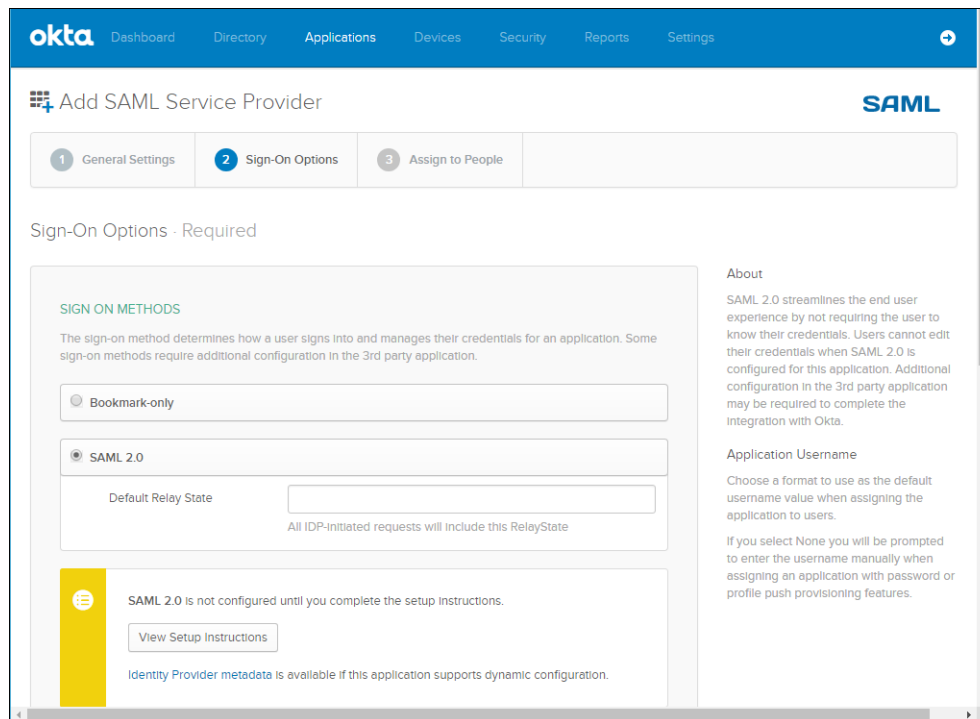 okta Dashboard Directory Applications Devices Security Reports Settings
Add SAML Service Provider
SAML
1 General Settings 2 Sign-On Options 3 Assign to People
Sign-On Options - Required
SIGN ON METHODS
The sign-on method determines how a user signs into and manages their credentials for an application. Some
sign-on methods require additional configuration in the 3rd party application.
Bookmark-only
SAML 2.0
Default Relay State
All IDP-initiated requests will include this RelayState
SAML 2.0 is not configured until you complete the setup instructions.
View Setup Instructions
Identity Provider metadata is available if this application supports dynamic configuration.
About
SAML 2.0 streamlines the end user
experience by not requiring the user to
know their credentials. Users cannot edit
their credentials when SAML 2.0 is
configured for this application. Additional
configuration in the 3rd party application
may be required to complete the
integration with Okta.
Application Username
Choose a format to use as the default
username value when assigning the
application to users.
If you select None you will be prompted
to enter the username manually when
assigning an application with password or
profile push provisioning features.